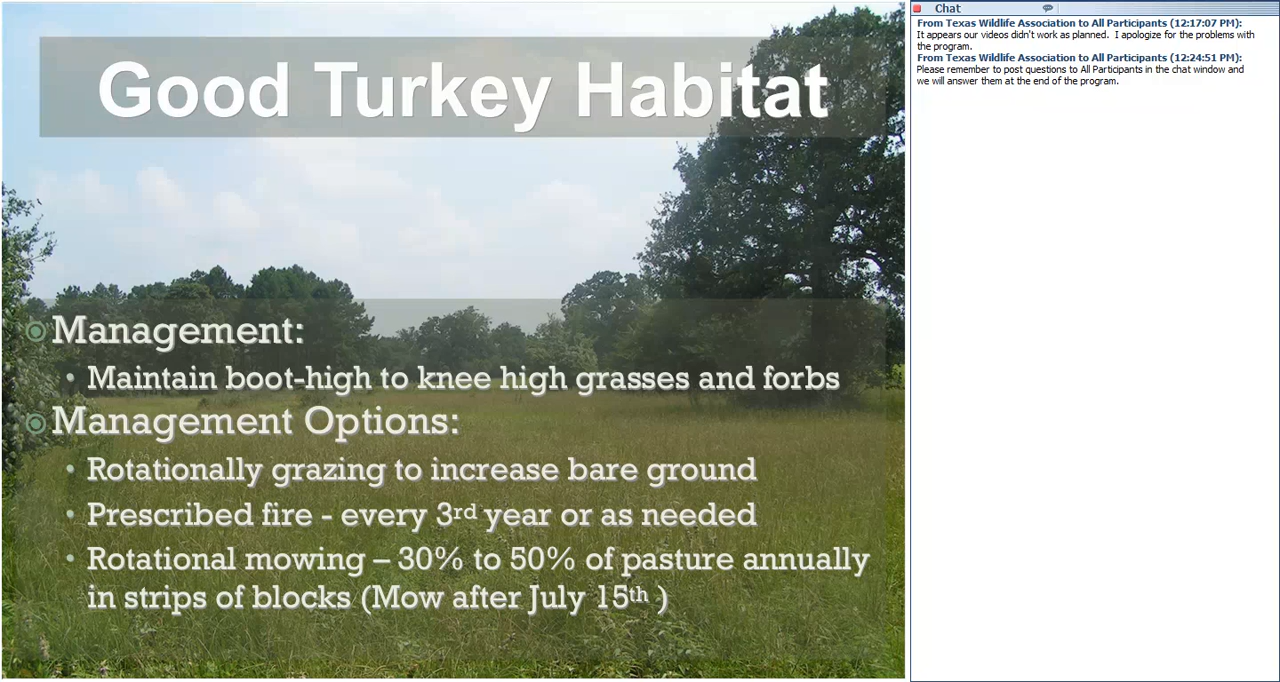 Good Turkey Habitat
Management:
Maintain boot-high to knee high grasses and forbs
Management Options:
Rotationally grazing to increase bare ground
Prescribed fire - every 3rd year or as needed
Rotational mowing – 30% to 50% of pasture annually
in strips of blocks (Mow after July 15th )
Chat
From Texas Wildlife Association to All Participants (12:17:07 PM):
It appears our videos didn't work as planned. I apologize for the problems with
the program.
From Texas Wildlife Association to All Participants (12:24:51 PM):
Please remember to post questions to All Participants in the chat window and
we will answer them at the end of the program.